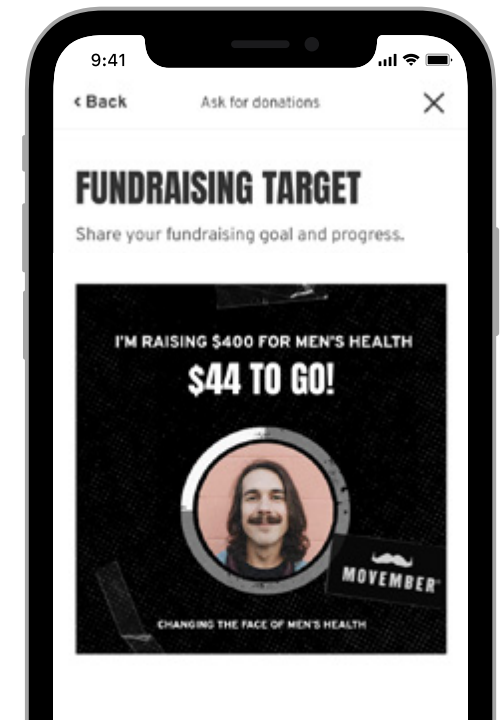 9:41
‹ Back
Ask for donations
FUNDRAISING TARGET
Share your fundraising goal and progress.
I'M RAISING $400 FOR MEN'S HEALTH
$44 TO GO!
MOVEMBER®
CHANGING THE FACE OF MEN'S HEALTH